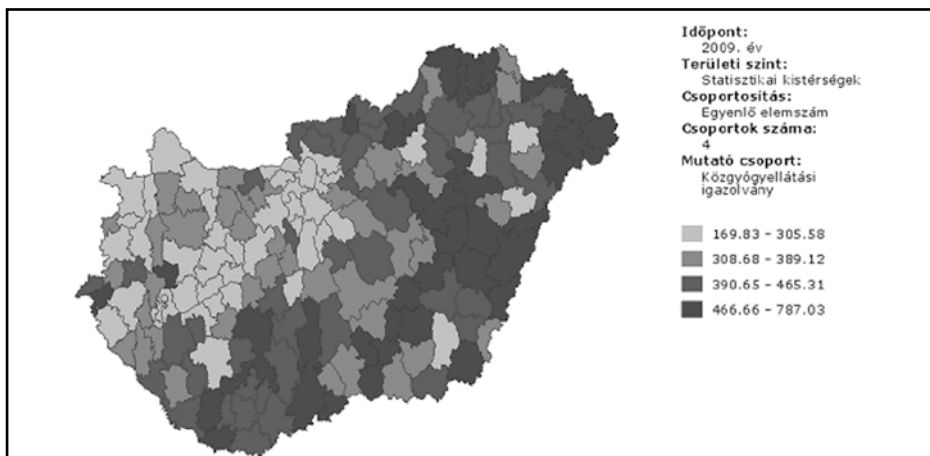 Időpont:
2009. év
Területi szint:
Statisztikai kistérségek
Csoportosítás:
Egyenlő elemszám
Csoportok száma:
4
Mutató csoport:
Közgyógyellátási
igazolvány
169.83 – 305.58
308.68 – 389.12
390.65 – 465.31
466.66 – 787.03